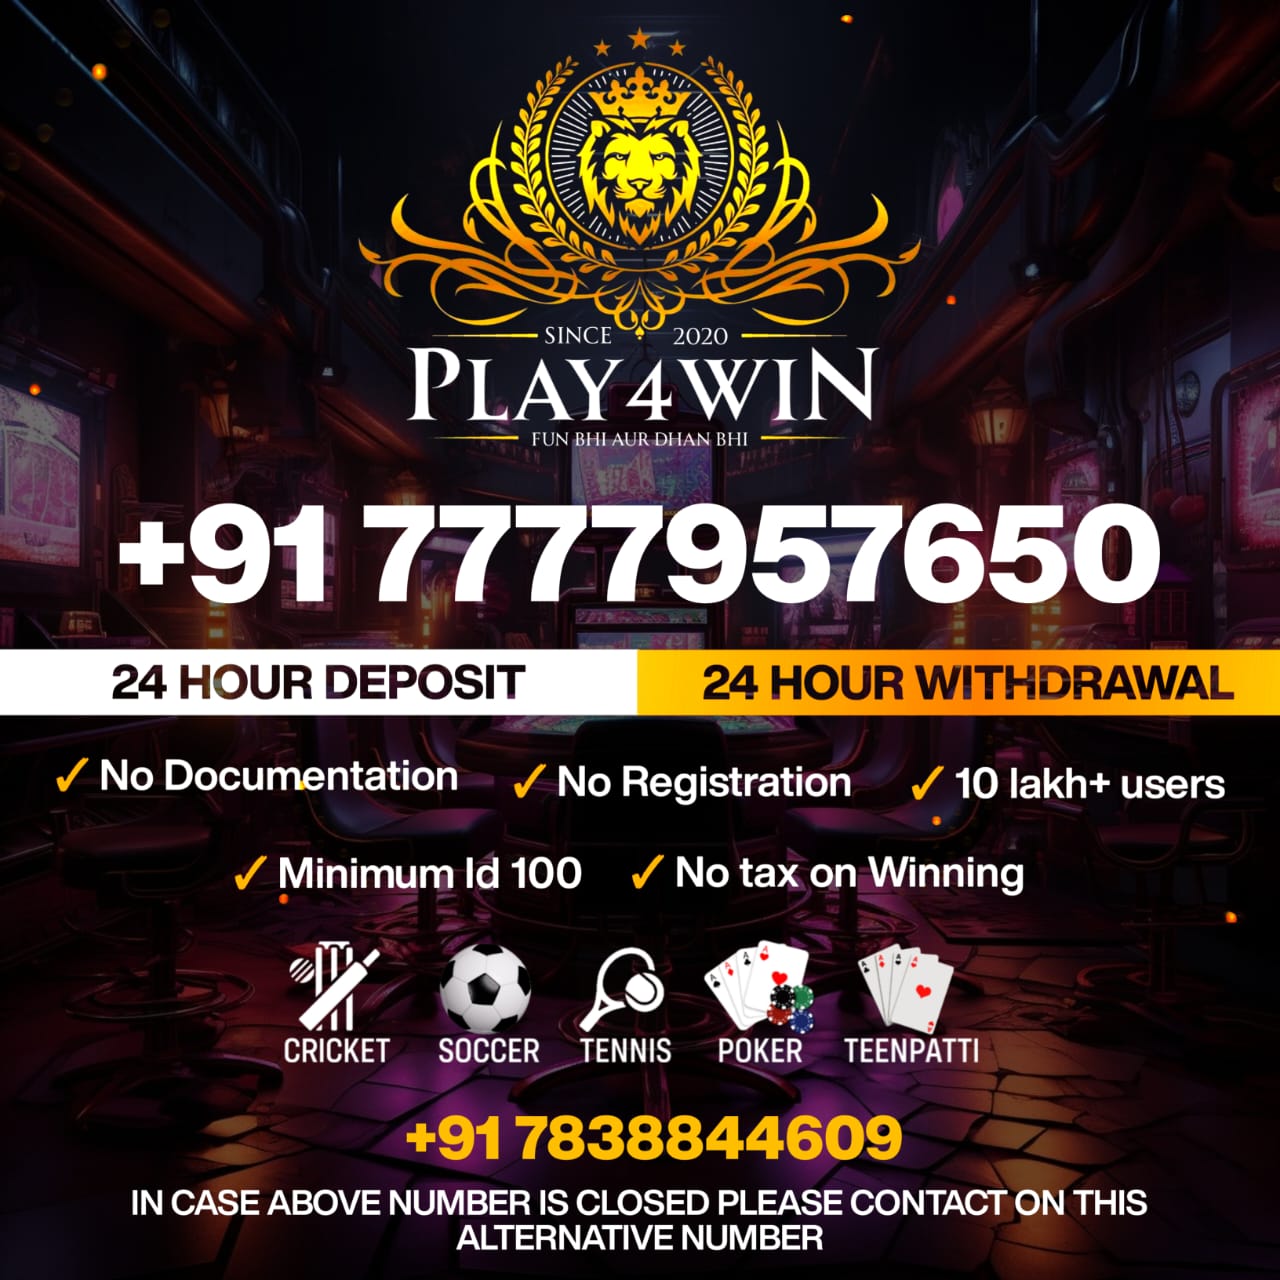 SINCE 2020
PLAY4WIN
FUN BHI AUR DHAN BHI
+91 7777957650
24 HOUR DEPOSIT 24 HOUR WITHDRAWAL
✓ No Documentation ✓ No Registration ✓ 10 lakh+ users
✓ Minimum Id 100 ✓ No tax on Winning
CRICKET SOCCER TENNIS POKER TEENPATTI
+91 7838844609
IN CASE ABOVE NUMBER IS CLOSED PLEASE CONTACT ON THIS
ALTERNATIVE NUMBER